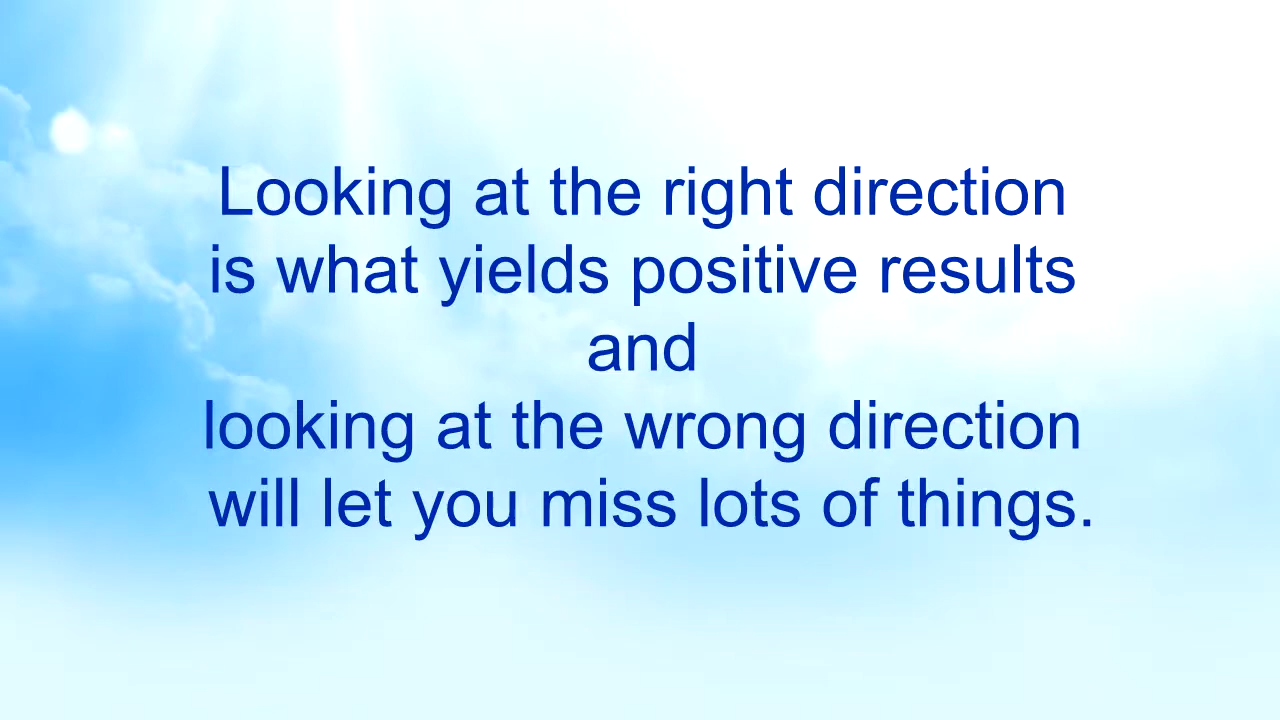 Looking at the right direction
is what yields positive results
and
looking at the wrong direction
will let you miss lots of things.